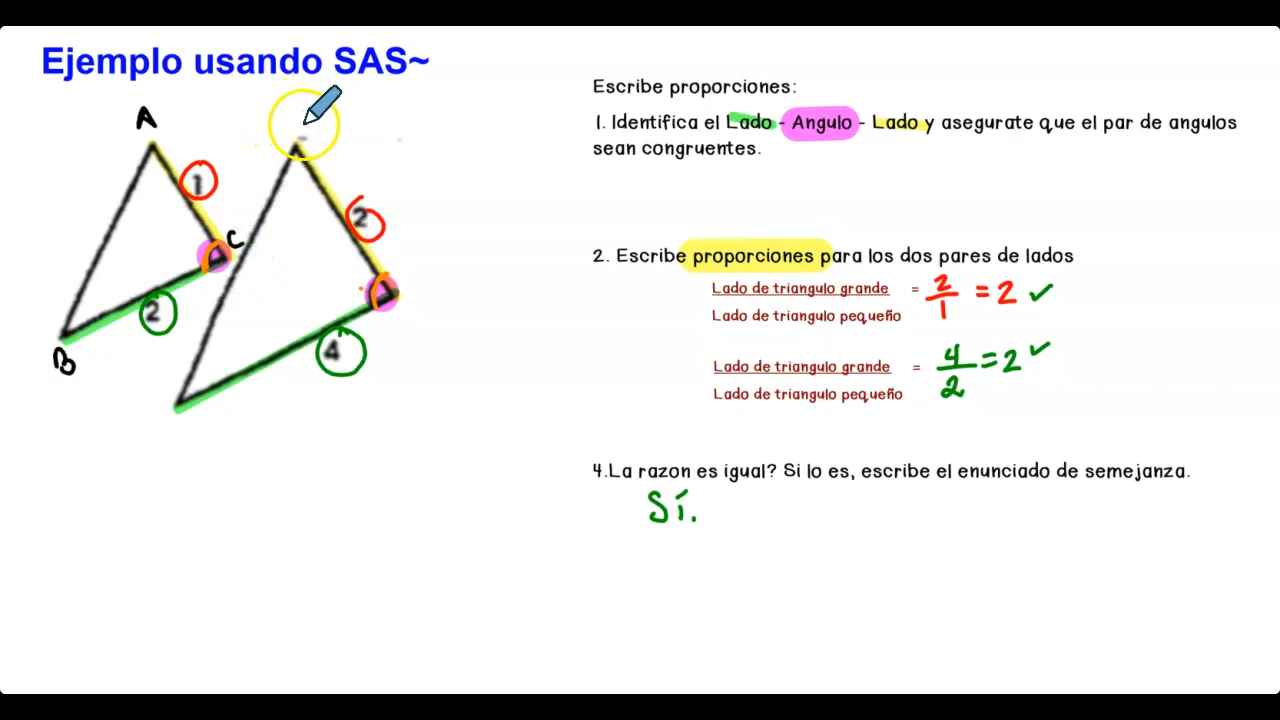 Ejemplo usando SAS~
A
1
C
2
B
2
4
Escribe proporciones:
1. Identifica el Lado - Angulo - Lado y asegurate que el par de angulos
sean congruentes.
2. Escribe proporciones para los dos pares de lados
Lado de triangulo grande = 2 = 2 ✓
Lado de triangulo pequeño 1
Lado de triangulo grande = 4 = 2 ✓
Lado de triangulo pequeño 2
4.La razon es igual? Si lo es, escribe el enunciado de semejanza.
Sí.